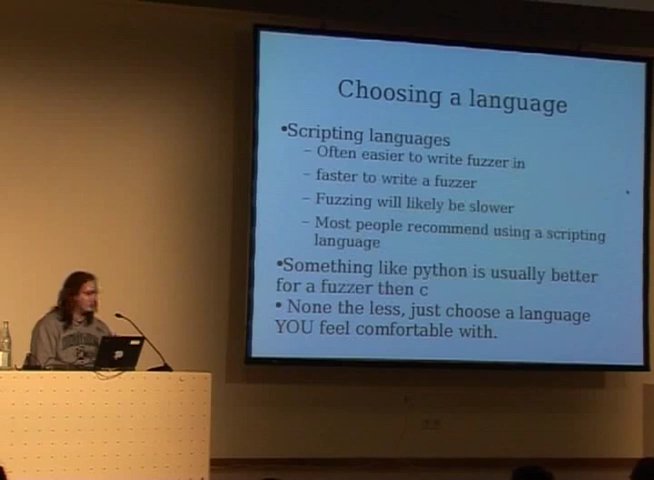 Choosing a language
•Scripting languages
– Often easier to write fuzzer in
– faster to write a fuzzer
– Fuzzing will likely be slower
– Most people recommend using a scripting
language
•Something like python is usually better
for a fuzzer then c
• None the less, just choose a language
YOU feel comfortable with.